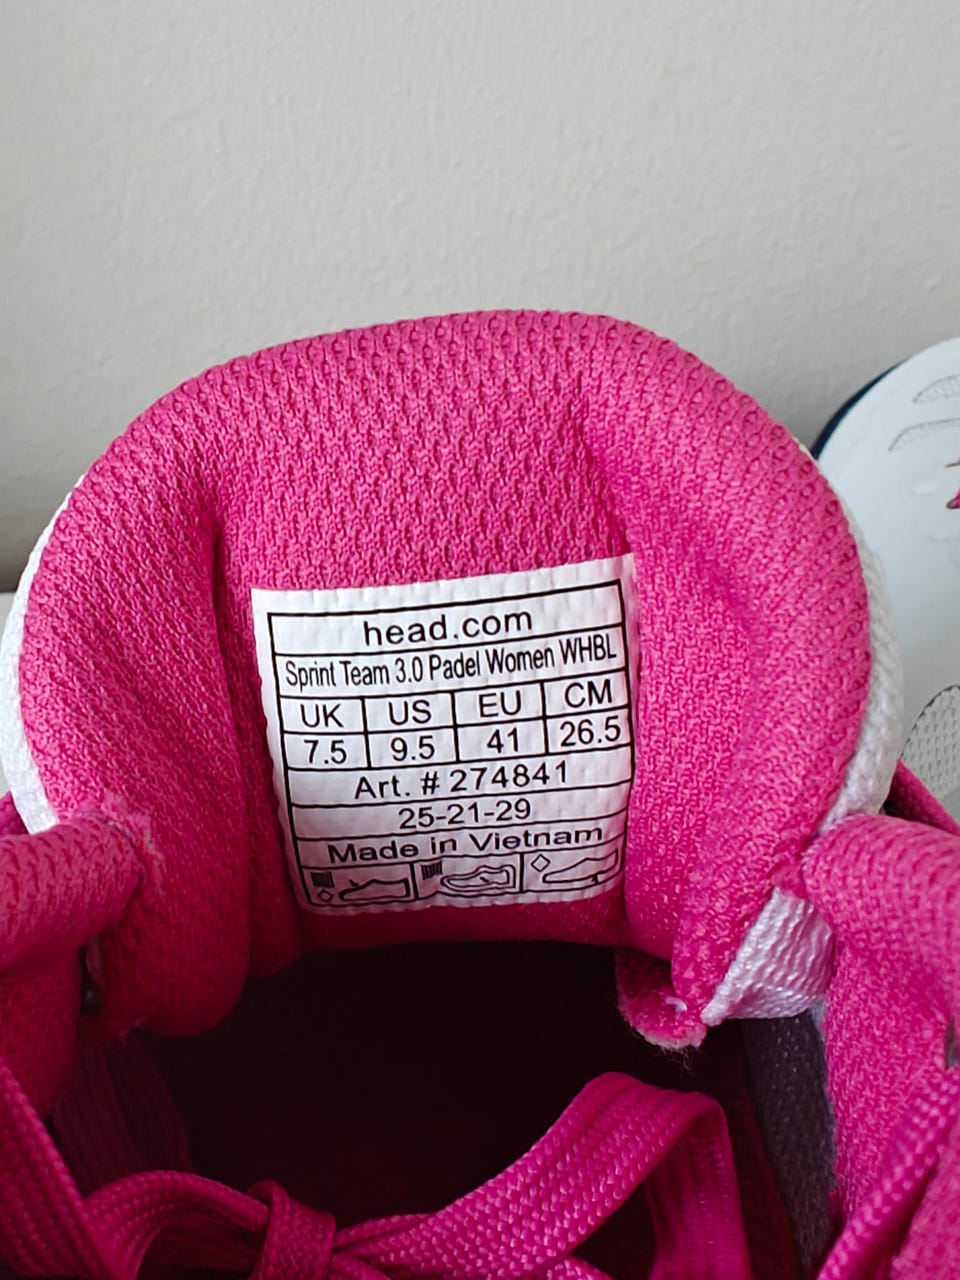 head.com
Sprint Team 3.0 Padel Women WHBL
UK US EU CM
7.5 9.5 41 26.5
Art. # 274841
25-21-29
Made in Vietnam